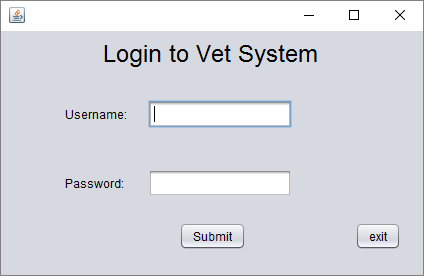 Login to Vet System
Username:
Password:
Submit
exit